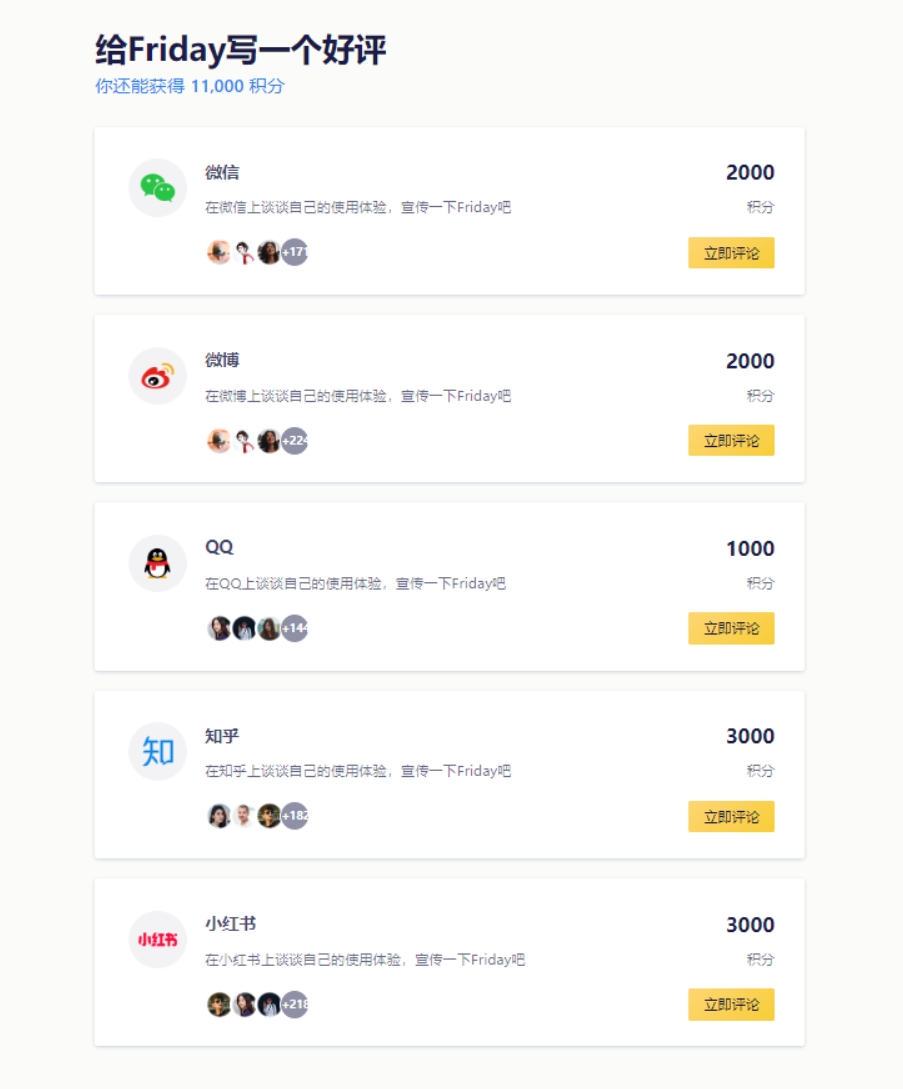 给Friday写一个好评
你还能获得 11,000 积分
微信
2000
在微信上谈谈自己的使用体验，宣传一下Friday吧
积分
+171
立即评论
微博
2000
在微博上谈谈自己的使用体验，宣传一下Friday吧
积分
+224
立即评论
QQ
1000
在QQ上谈谈自己的使用体验，宣传一下Friday吧
积分
+144
立即评论
知
知乎
3000
在知乎上谈谈自己的使用体验，宣传一下Friday吧
积分
+182
立即评论
小红书
小红书
3000
在小红书上谈谈自己的使用体验，宣传一下Friday吧
积分
+218
立即评论